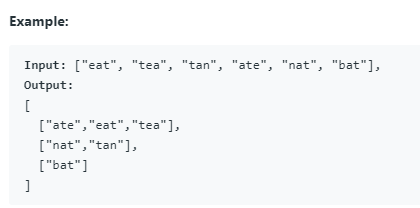 Example:
Input: ["eat", "tea", "tan", "ate", "nat", "bat"],
Output:
[
  ["ate","eat","tea"],
  ["nat","tan"],
  ["bat"]
]